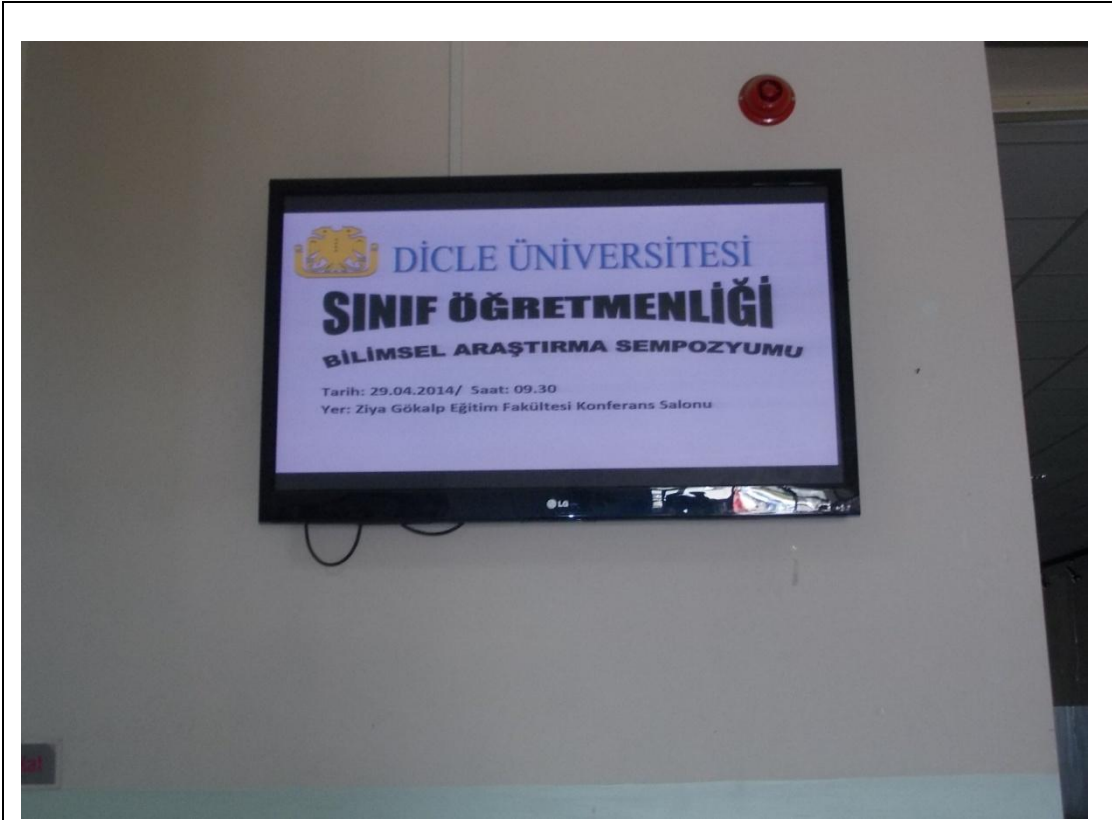 DİCLE ÜNİVERSİTESİ
SINIF ÖĞRETMENLİĞİ
BİLİMSEL ARAŞTIRMA SEMPOZYUMU
Tarih: 29.04.2014/ Saat: 09.30
Yer: Ziya Gökalp Eğitim Fakültesi Konferans Salonu
LG